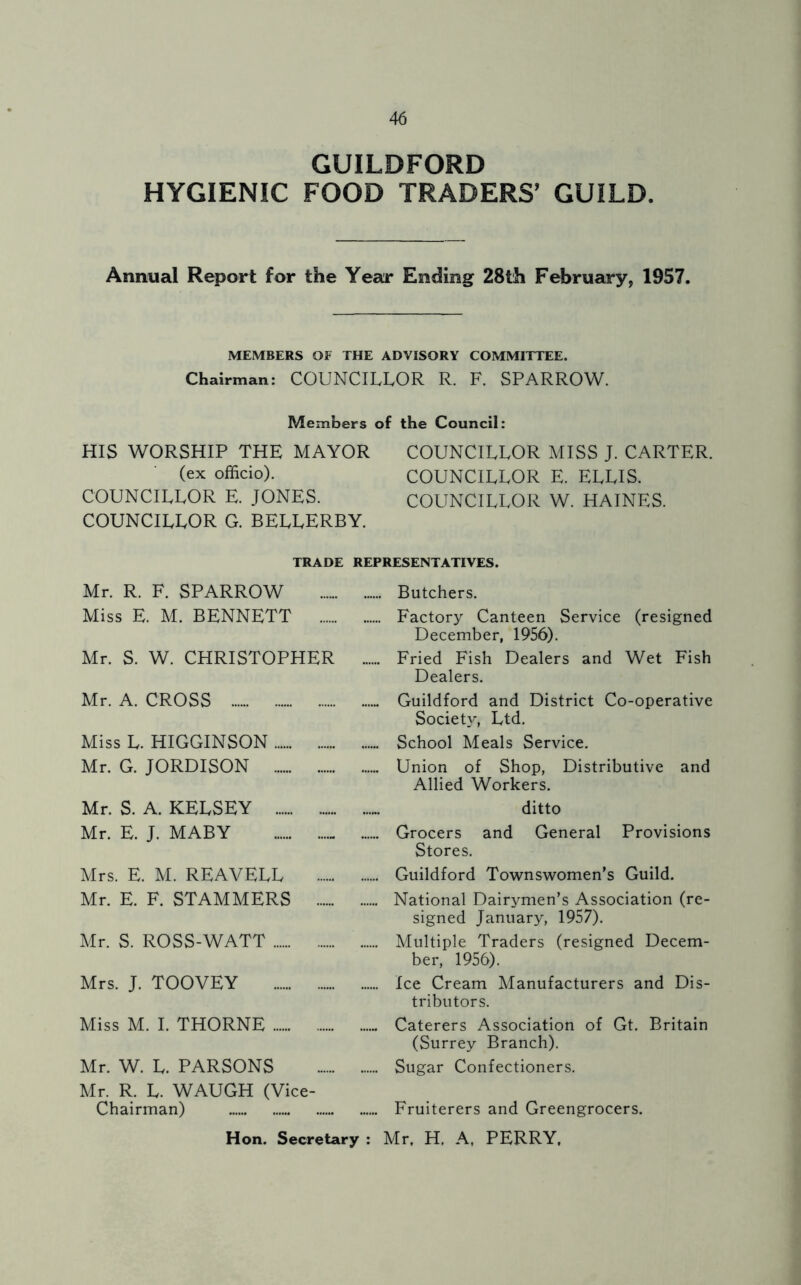 46
GUILDFORD
HYGIENIC FOOD TRADERS' GUILD.
Annual Report for the Year Ending 28th February, 1957.
MEMBERS OF THE ADVISORY COMMITTEE.
Chairman: COUNCILLOR R. F. SPARROW.
Members of the Council:
HIS WORSHIP THE MAYOR
(ex officio).
COUNCILLOR E. JONES.
COUNCILLOR G. BELLERBY.
COUNCILLOR MISS J. CARTER.
COUNCILLOR E. ELLIS.
COUNCILLOR W. HAINES.
TRADE REPRESENTATIVES.
Mr. R. F. SPARROW ...... ...... Butchers.
Miss E. M. BENNETT ...... ...... Factory Canteen Service (resigned
December, 1956).
Mr. S. W. CHRISTOPHER ...... Fried Fish Dealers and Wet Fish
Dealers.
Mr. A. CROSS ...... ...... ...... ...... Guildford and District Co-operative
Society, Ltd.
Miss L. HIGGINSON ...... ...... ...... School Meals Service.
Mr. G. JORDISON ...... ...... ...... Union of Shop, Distributive and
Allied Workers.
Mr. S. A. KELSEY ...... ...... ...... ditto
Mr. E. J. MABY ...... ...... ...... Grocers and General Provisions
Stores.
Mrs. E. M. REAVELL ...... ...... Guildford Townswomen's Guild.
Mr. E. F. STAMMERS ...... ...... National Dairymen's Association (re-
signed January, 1957).
Mr. S. ROSS-WATT ...... ...... ...... Multiple Traders (resigned Decem-
ber, 1956).
Mrs. J. TOOVEY ...... ...... ...... Ice Cream Manufacturers and Dis-
tributors.
Miss M. I. THORNE ...... ...... ...... Caterers Association of Gt. Britain
(Surrey Branch).
Mr. W. L. PARSONS ...... ...... Sugar Confectioners.
Mr. R. L. WAUGH (Vice-
Chairman) ...... ...... ...... ...... Fruiterers and Greengrocers.
Hon. Secretary : Mr. H. A. PERRY.